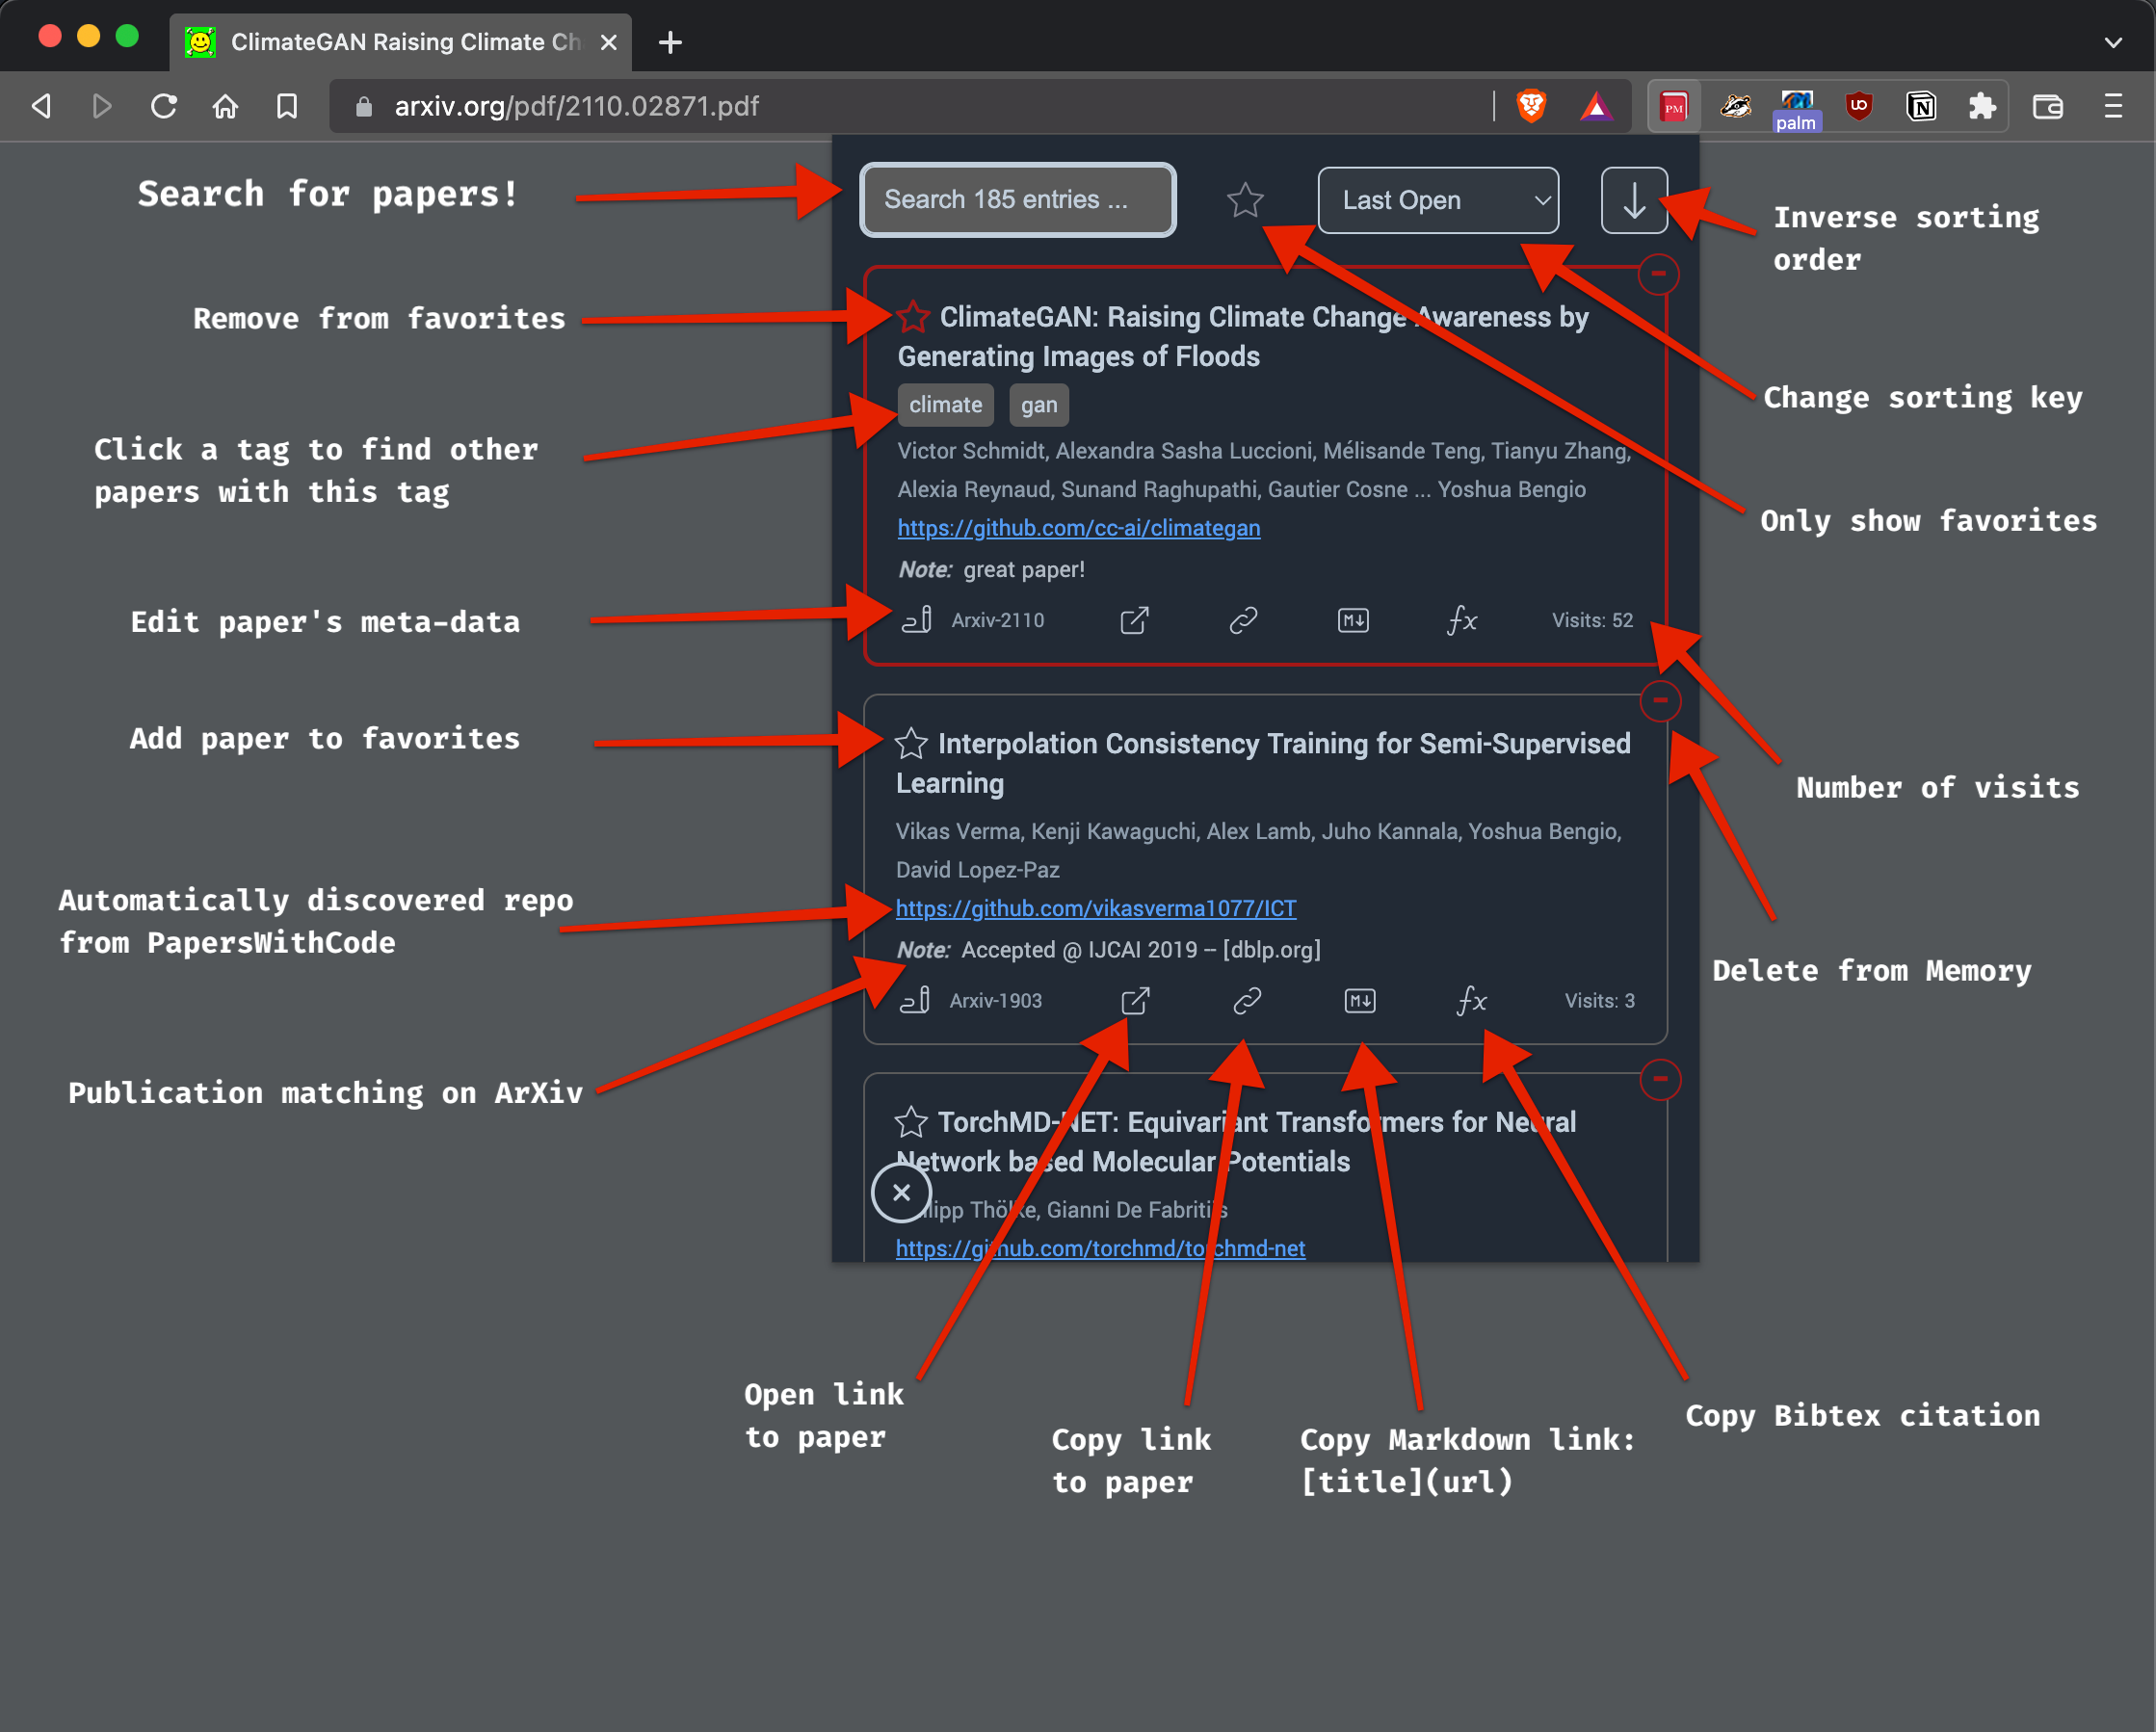 ClimateGAN Raising Climate Ch
arxiv.org/pdf/2110.02871.pdf
PM
palm
UO
N
Search for papers!
Search 185 entries ...
Last Open
Inverse sorting
order
Remove from favorites
ClimateGAN: Raising Climate Change Awareness by
Generating Images of Floods
climate
gan
Change sorting key
Click a tag to find other
papers with this tag
Victor Schmidt, Alexandra Sasha Luccioni, Mélisande Teng, Tianyu Zhang,
Alexia Reynaud, Sunand Raghupathi, Gautier Cosne ... Yoshua Bengio
Only show favorites
https://github.com/cc-ai/climategan
Note: great paper!
Edit paper's meta-data
Arxiv-2110
M↓
fx
Visits: 52
Add paper to favorites
Interpolation Consistency Training for Semi-Supervised
Learning
Number of visits
Vikas Verma, Kenji Kawaguchi, Alex Lamb, Juho Kannala, Yoshua Bengio,
David Lopez-Paz
Automatically discovered repo
from PapersWithCode
https://github.com/vikasverma1077/ICT
Note: Accepted @ IJCAI 2019 -- [dblp.org]
Delete from Memory
Arxiv-1903
M↓
fx
Visits: 3
Publication matching on ArXiv
TorchMD-NET: Equivariant Transformers for Neural
Network based Molecular Potentials
Thölke, Gianni De Fabritiis
https://github.com/torchmd/torchmd-net
Open link
to paper
Copy link
to paper
Copy Markdown link:
[title](url)
Copy Bibtex citation